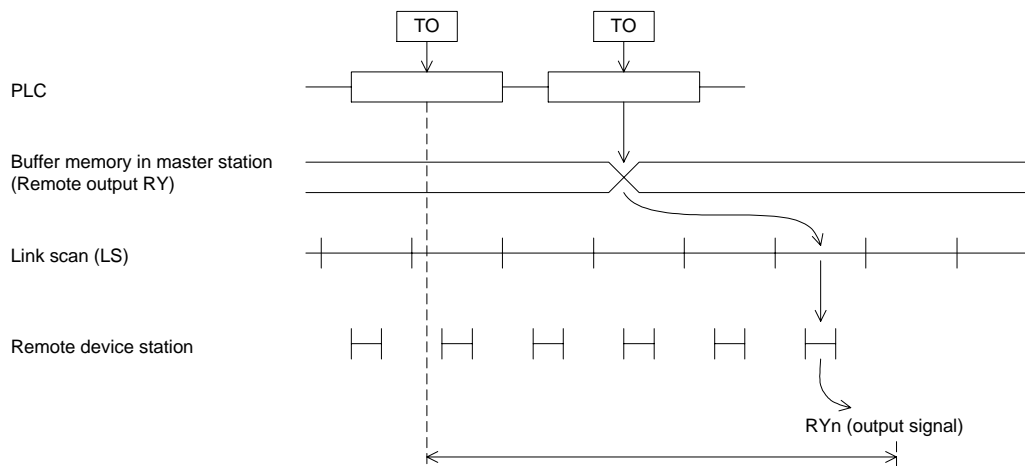 TO TO
PLC
Buffer memory in master station
(Remote output RY)
Link scan (LS)
Remote device station
RYn (output signal)